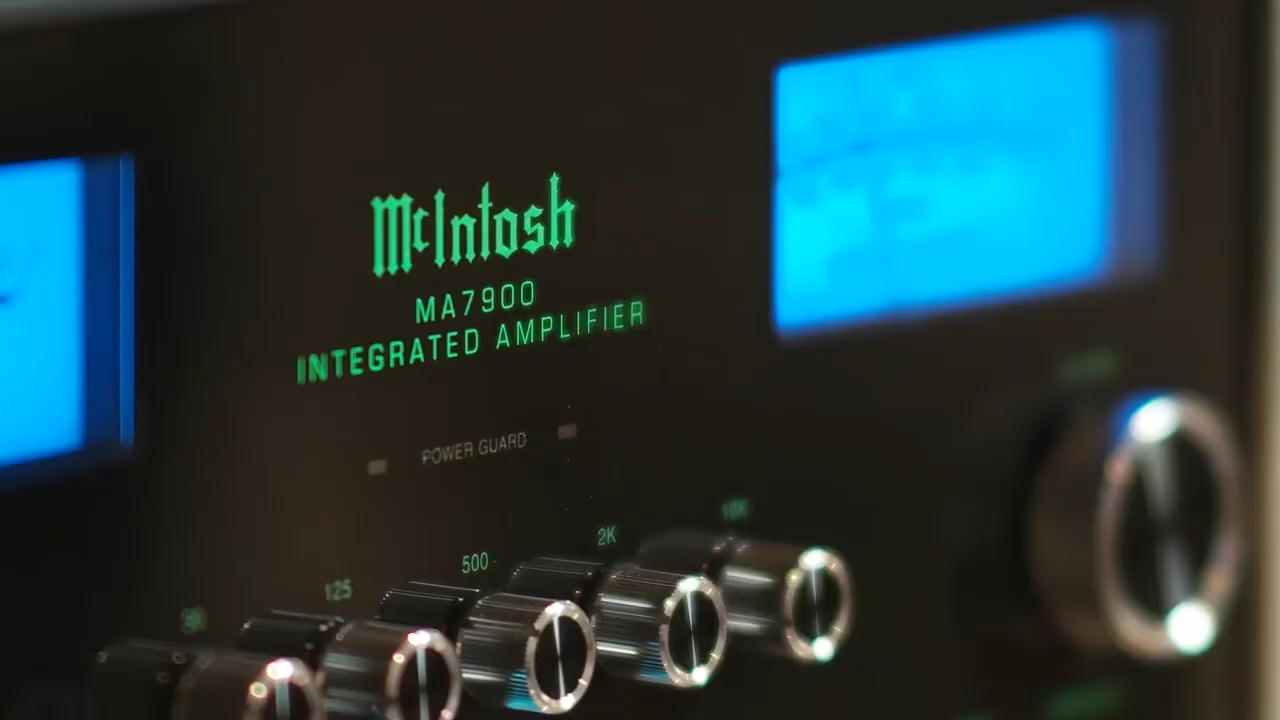 McIntosh
MA7900
INTEGRATED AMPLIFIER
POWER GUARD
125
500
2K
10K